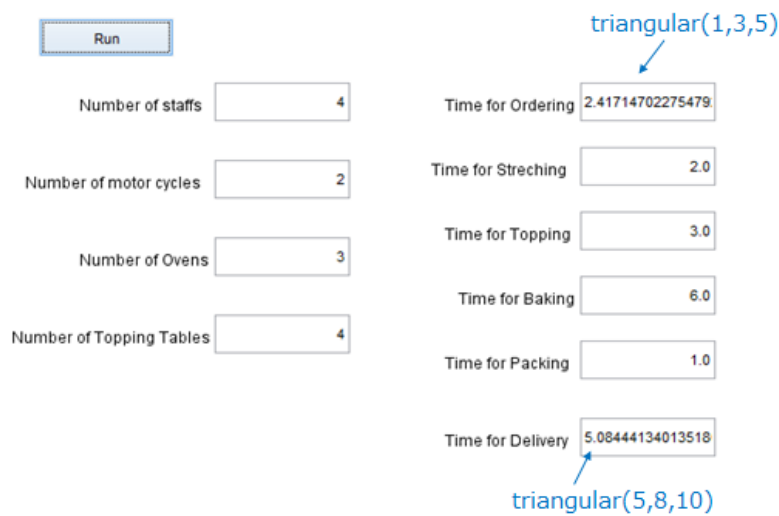 Run
triangular(1,3,5)
Number of staffs 4
Time for Ordering 2.41714702275479
Number of motor cycles 2
Time for Streching 2.0
Time for Topping 3.0
Number of Ovens 3
Time for Baking 6.0
Number of Topping Tables 4
Time for Packing 1.0
Time for Delivery 5.08444134013518
triangular(5,8,10)